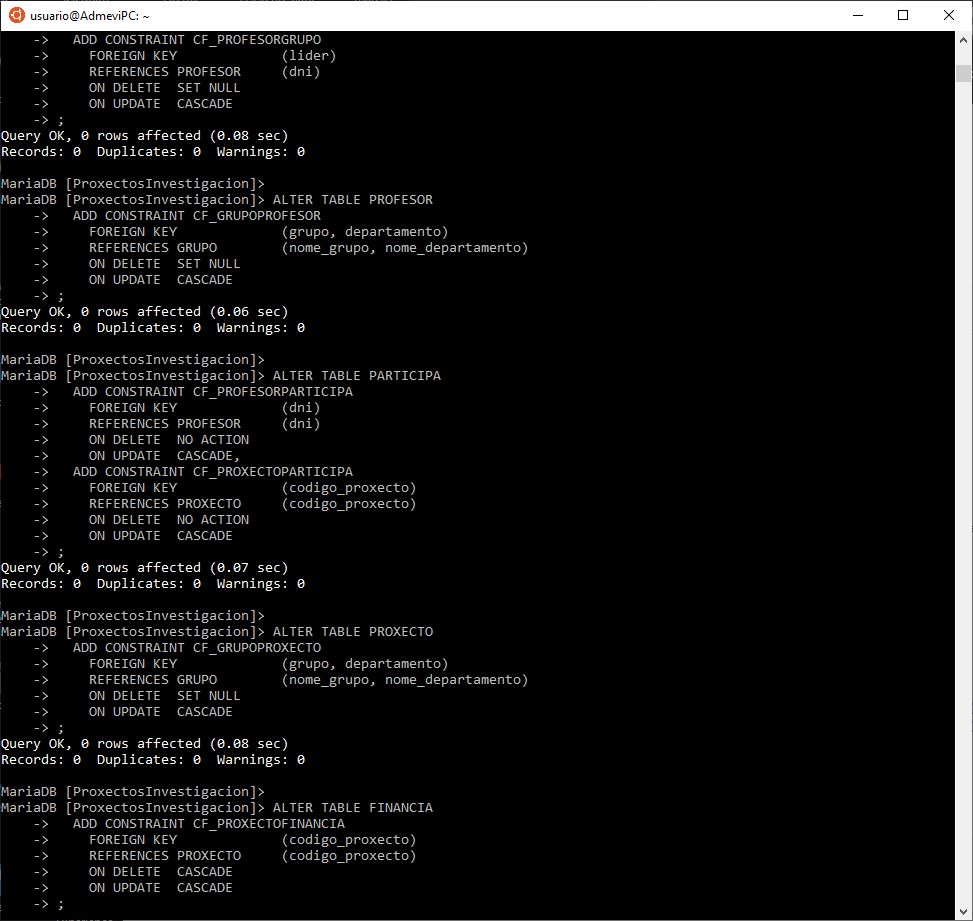 usuario@AdmeviPC: ~
-> ADD CONSTRAINT CF_PROFESORGRUPO
-> FOREIGN KEY (lider)
-> REFERENCES PROFESOR (dni)
-> ON DELETE SET NULL
-> ON UPDATE CASCADE
-> ;
Query OK, 0 rows affected (0.08 sec)
Records: 0 Duplicates: 0 Warnings: 0
MariaDB [ProxectosInvestigacion]>
MariaDB [ProxectosInvestigacion]> ALTER TABLE PROFESOR
-> ADD CONSTRAINT CF_GRUPOPROFESOR
-> FOREIGN KEY (grupo, departamento)
-> REFERENCES GRUPO (nome_grupo, nome_departamento)
-> ON DELETE SET NULL
-> ON UPDATE CASCADE
-> ;
Query OK, 0 rows affected (0.06 sec)
Records: 0 Duplicates: 0 Warnings: 0
MariaDB [ProxectosInvestigacion]>
MariaDB [ProxectosInvestigacion]> ALTER TABLE PARTICIPA
-> ADD CONSTRAINT CF_PROFESORPARTICIPA
-> FOREIGN KEY (dni)
-> REFERENCES PROFESOR (dni)
-> ON DELETE NO ACTION
-> ON UPDATE CASCADE,
-> ADD CONSTRAINT CF_PROXECTOPARTICIPA
-> FOREIGN KEY (codigo_proxecto)
-> REFERENCES PROXECTO (codigo_proxecto)
-> ON DELETE NO ACTION
-> ON UPDATE CASCADE
-> ;
Query OK, 0 rows affected (0.07 sec)
Records: 0 Duplicates: 0 Warnings: 0
MariaDB [ProxectosInvestigacion]>
MariaDB [ProxectosInvestigacion]> ALTER TABLE PROXECTO
-> ADD CONSTRAINT CF_GRUPOPROXECTO
-> FOREIGN KEY (grupo, departamento)
-> REFERENCES GRUPO (nome_grupo, nome_departamento)
-> ON DELETE SET NULL
-> ON UPDATE CASCADE
-> ;
Query OK, 0 rows affected (0.08 sec)
Records: 0 Duplicates: 0 Warnings: 0
MariaDB [ProxectosInvestigacion]>
MariaDB [ProxectosInvestigacion]> ALTER TABLE FINANCIA
-> ADD CONSTRAINT CF_PROXECTOFINANCIA
-> FOREIGN KEY (codigo_proxecto)
-> REFERENCES PROXECTO (codigo_proxecto)
-> ON DELETE CASCADE
-> ON UPDATE CASCADE
-> ;